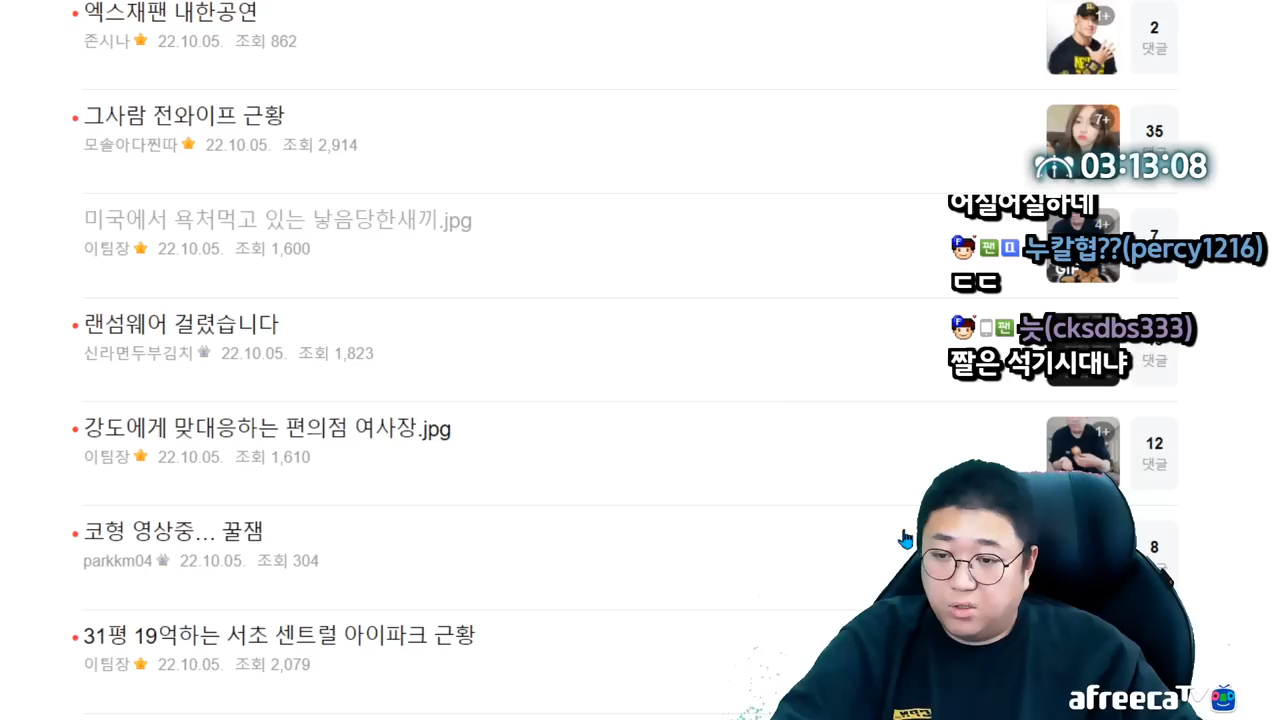 엑스재팬 내한공연
존시나 22.10.05. 조회 862
1+
2
댓글
그사람 전와이프 근황
모솔아다찐따 22.10.05. 조회 2,914
7+
35
03:13:08
미국에서 욕처먹고 있는 낳음당한새끼.jpg
이팀장 22.10.05. 조회 1,600
4+
7
GIF
어질어질하네
누칼협??(percy1216)
ㄷㄷ
랜섬웨어 걸렸습니다
신라면두부김치 22.10.05. 조회 1,823
늣(cksdbs333)
짤은 석기시대냐
댓글
강도에게 맞대응하는 편의점 여사장.jpg
이팀장 22.10.05. 조회 1,610
1+
12
댓글
코형 영상중... 꿀잼
parkkm04 22.10.05. 조회 304
8
31평 19억하는 서초 센트럴 아이파크 근황
이팀장 22.10.05. 조회 2,079
afreecaTV